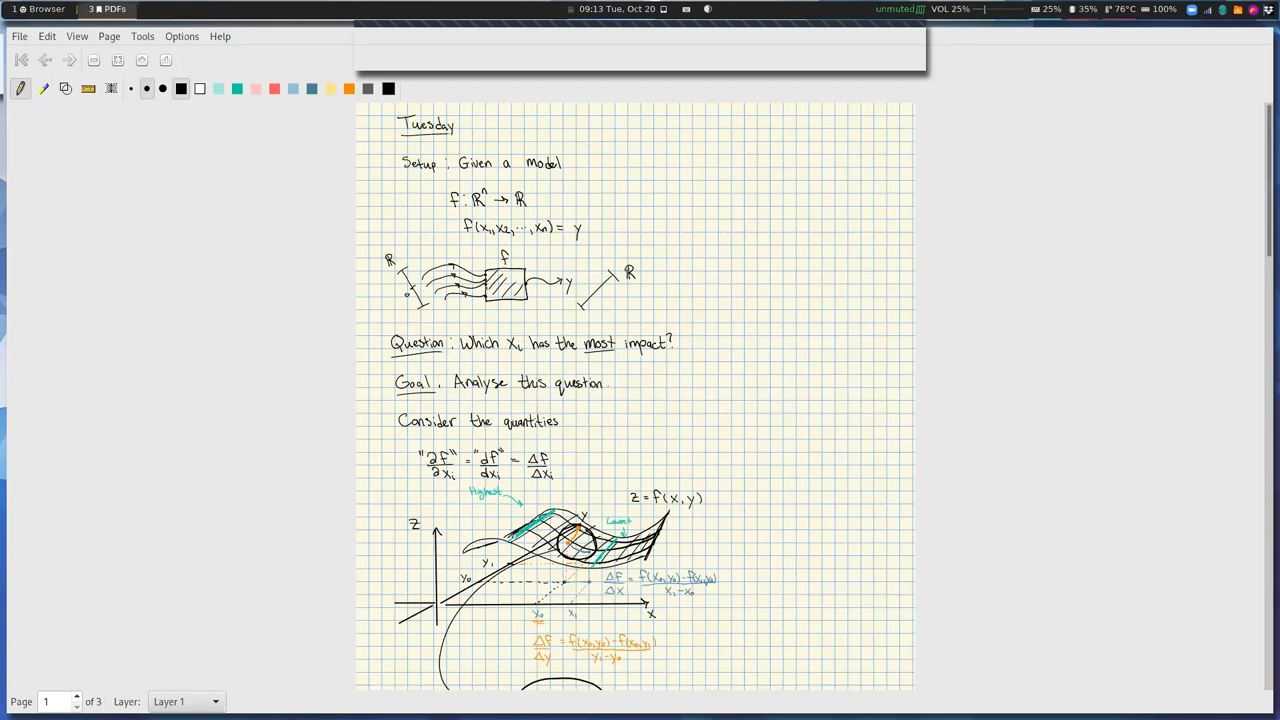 1 Browser 3 PDFs 09:13 Tue, Oct 20 unmuted VOL 25% 25% 35% 76°C 100%
File Edit View Page Tools Options Help
Tuesday
Setup: Given a model
f: ℝⁿ → ℝ
f(x₁, x₂, ..., xₙ) = y
f
ℝ
ℝ
y
Question: Which xᵢ has the most impact?
Goal: Analyse this question.
Consider the quantities
"∂f/∂xᵢ" = "df/dxᵢ" = Δf/Δxᵢ
Highest
z = f(x, y)
Z
y
Lowest
y₁
y₀
Δf/Δx = f(x₀, y₀) - f(x₁, y₀)/x₁ - x₀
x₀
x₁
x
Δf/Δy = f(x₀, y₀) - f(x₀, y₁)/y₁ - y₀
Page 1 of 3 Layer: Layer 1